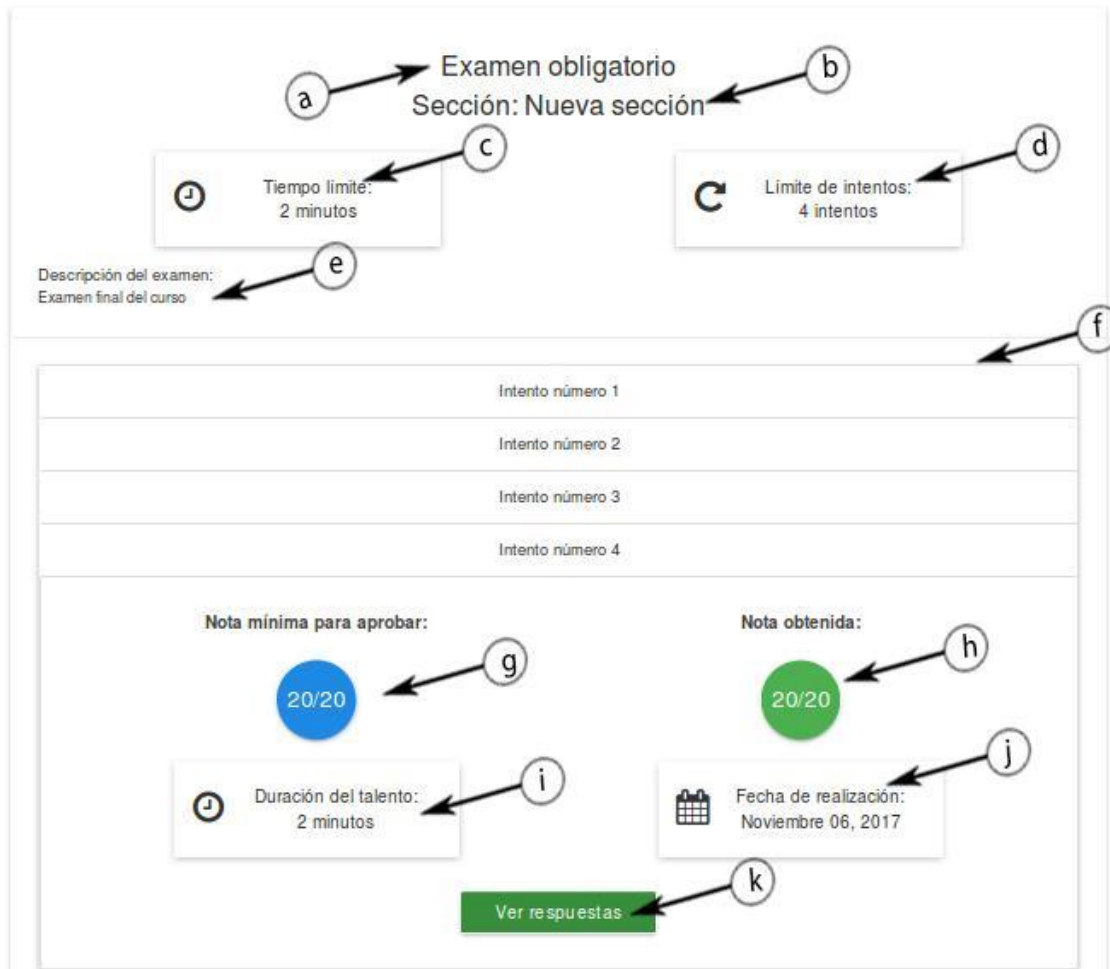 Examen obligatorio
a
b
Sección: Nueva sección
c
d
Tiempo límite:
2 minutos
Límite de intentos:
4 intentos
e
Descripción del examen:
Examen final del curso
f
Intento número 1
Intento número 2
Intento número 3
Intento número 4
Nota mínima para aprobar:
Nota obtenida:
g
h
20/20
20/20
i
j
Duración del talento:
2 minutos
Fecha de realización:
Noviembre 06, 2017
k
Ver respuestas